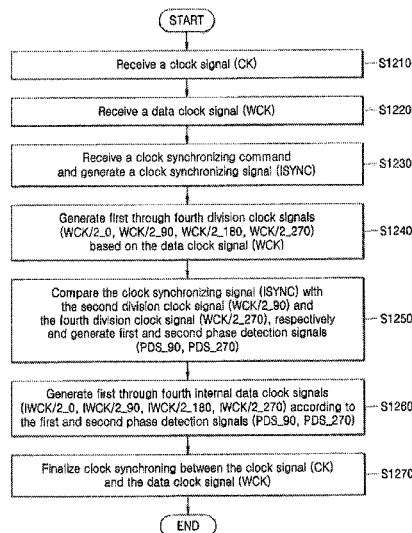 START
Receive a clock signal (CK)
S1210
Receive a data clock signal (WCK)
S1220
Receive a clock synchronizing command
and generate a clock synchronizing signal (ISYNC)
S1230
Generate first through fourth division clock signals
(WCK/2_0, WCK/2_90, WCK/2_180, WCK/2_270)
based on the data clock signal (WCK)
S1240
Compare the clock synchronizing signal (ISYNC) with
the second division clock signal (WCK/2_90) and
the fourth division clock signal (WCK/2_270), respectively
and generate first and second phase detection signals
(PDS_90, PDS_270)
S1250
Generate first through fourth internal data clock signals
(IWCK/2_0, IWCK/2_90, IWCK/2_180, IWCK/2_270) according to
the first and second phase detection signals (PDS_90, PDS_270)
S1260
Finalize clock synchroning between the clock signal (CK)
and the data clock signal (WCK)
S1270
END